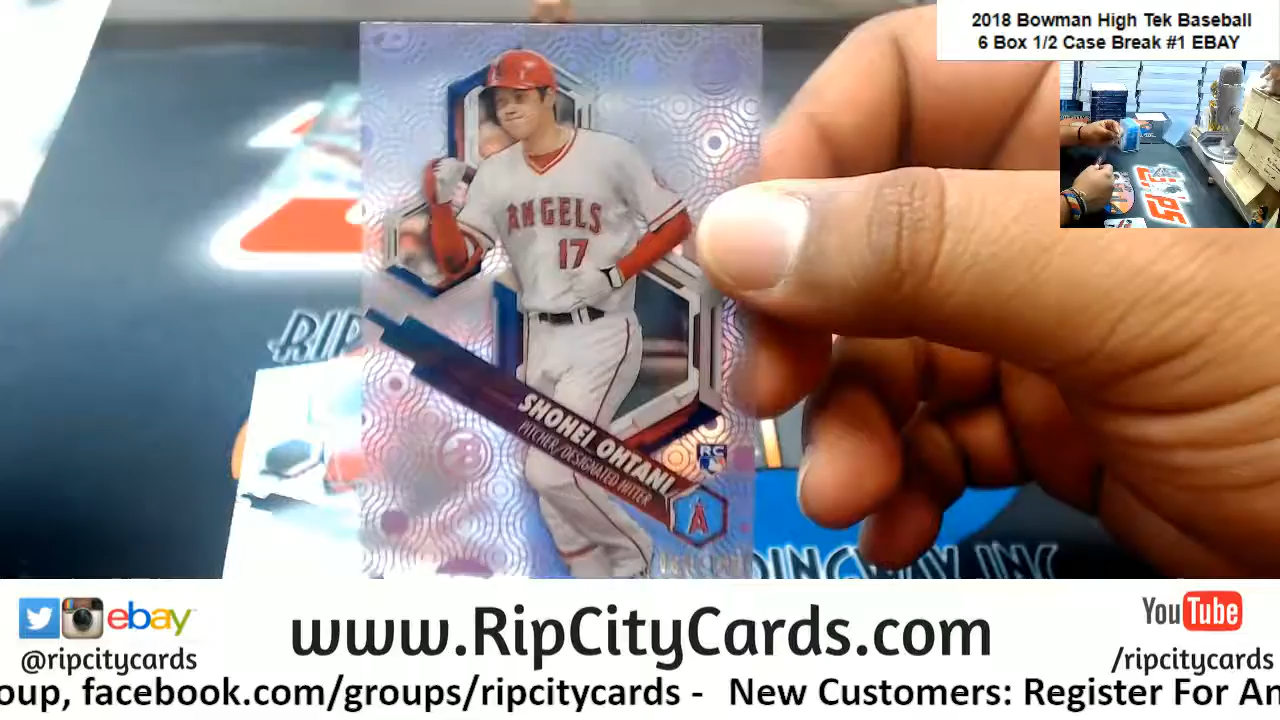 2018 Bowman High Tek Baseball
6 Box 1/2 Case Break #1 EBAY
ANGELS
17
SHOHEI OHTANI
PITCHER/DESIGNATED HITTER
RC
A
RIP
INC
ebay
@ripcitycards
www.RipCityCards.com
YouTube
/ripcitycards
oup, facebook.com/groups/ripcitycards - New Customers: Register For An